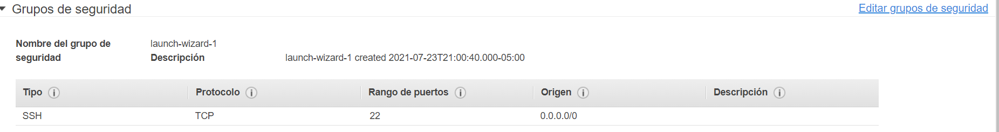 Grupos de seguridad
Editar grupos de seguridad
Nombre del grupo de seguridad
launch-wizard-1
Descripción
launch-wizard-1 created 2021-07-23T21:00:40.000-05:00
Tipo Protocolo Rango de puertos Origen Descripción
SSH TCP 22 0.0.0.0/0